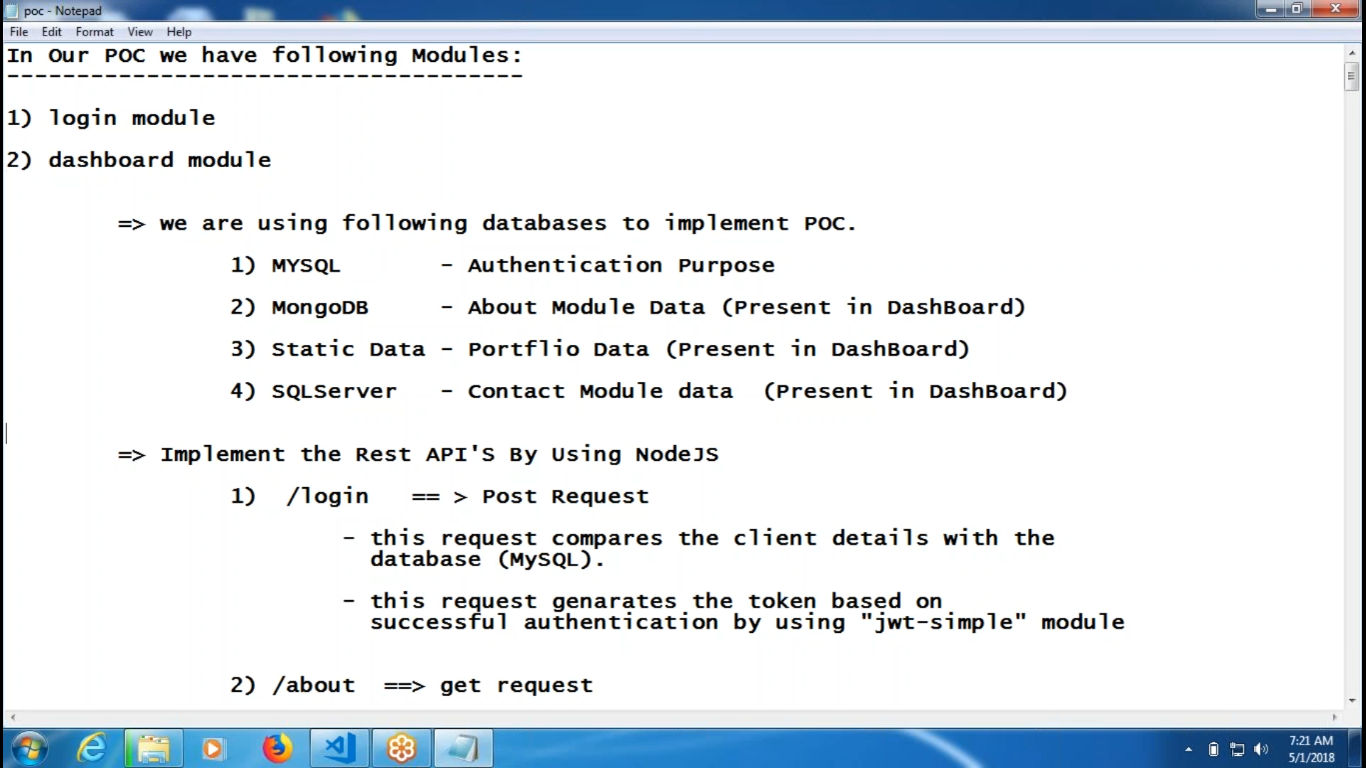 poc - Notepad
File Edit Format View Help
In Our POC we have following Modules:
-------------------------------------
1) login module
2) dashboard module
=> we are using following databases to implement POC.
1) MYSQL - Authentication Purpose
2) MongoDB - About Module Data (Present in DashBoard)
3) Static Data - Portflio Data (Present in DashBoard)
4) SQLServer - Contact Module data (Present in DashBoard)
=> Implement the Rest API'S By Using NodeJS
1) /login == > Post Request
- this request compares the client details with the
database (MySQL).
- this request genarates the token based on
successful authentication by using "jwt-simple" module
2) /about ==> get request
7:21 AM
5/1/2018